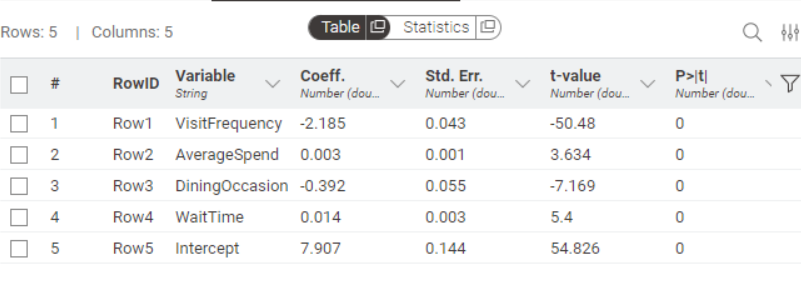 Rows: 5 | Columns: 5 Table Statistics
# RowID Variable Coeff. Std. Err. t-value P>|t|
String Number (dou... Number (dou... Number (dou... Number (dou...
1 Row1 VisitFrequency -2.185 0.043 -50.48 0
2 Row2 AverageSpend 0.003 0.001 3.634 0
3 Row3 DiningOccasion -0.392 0.055 -7.169 0
4 Row4 WaitTime 0.014 0.003 5.4 0
5 Row5 Intercept 7.907 0.144 54.826 0